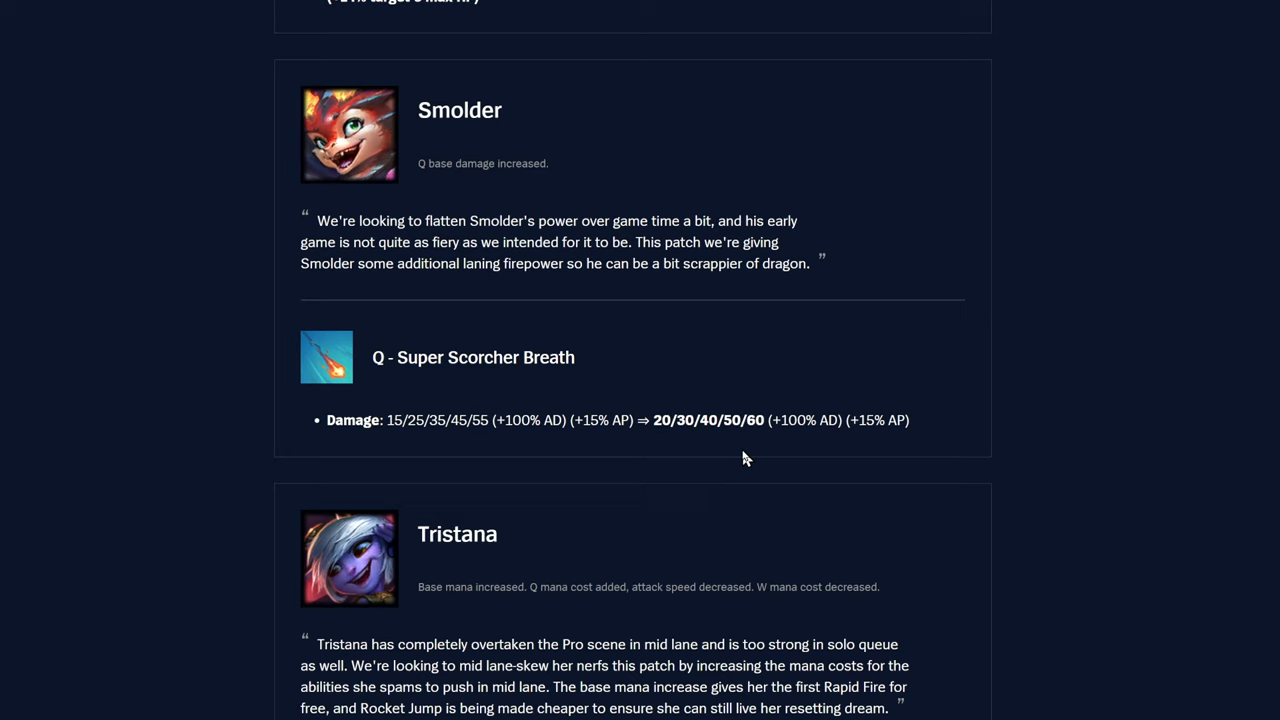 (+24% target's max HP)
Smolder
Q base damage increased.
“ We're looking to flatten Smolder's power over game time a bit, and his early
game is not quite as fiery as we intended for it to be. This patch we're giving
Smolder some additional laning firepower so he can be a bit scrappier of dragon. ”
Q - Super Scorcher Breath
• Damage: 15/25/35/45/55 (+100% AD) (+15% AP) ⇒ 20/30/40/50/60 (+100% AD) (+15% AP)
Tristana
Base mana increased. Q mana cost added, attack speed decreased. W mana cost decreased.
“ Tristana has completely overtaken the Pro scene in mid lane and is too strong in solo queue
as well. We're looking to mid lane-skew her nerfs this patch by increasing the mana costs for the
abilities she spams to push in mid lane. The base mana increase gives her the first Rapid Fire for
free, and Rocket Jump is being made cheaper to ensure she can still live her resetting dream. ”